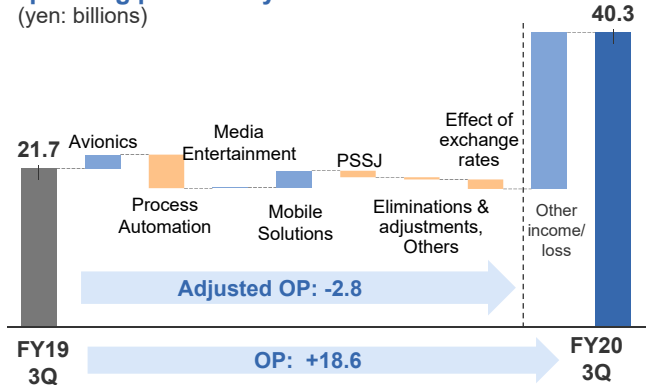 (yen: billions)
40.3
21.7
Avionics
Media
Entertainment
PSSJ
Effect of
exchange
rates
Process
Automation
Mobile
Solutions
Eliminations &
adjustments,
Others
Other
income/
loss
Adjusted OP: -2.8
FY19
3Q
OP: +18.6
FY20
3Q